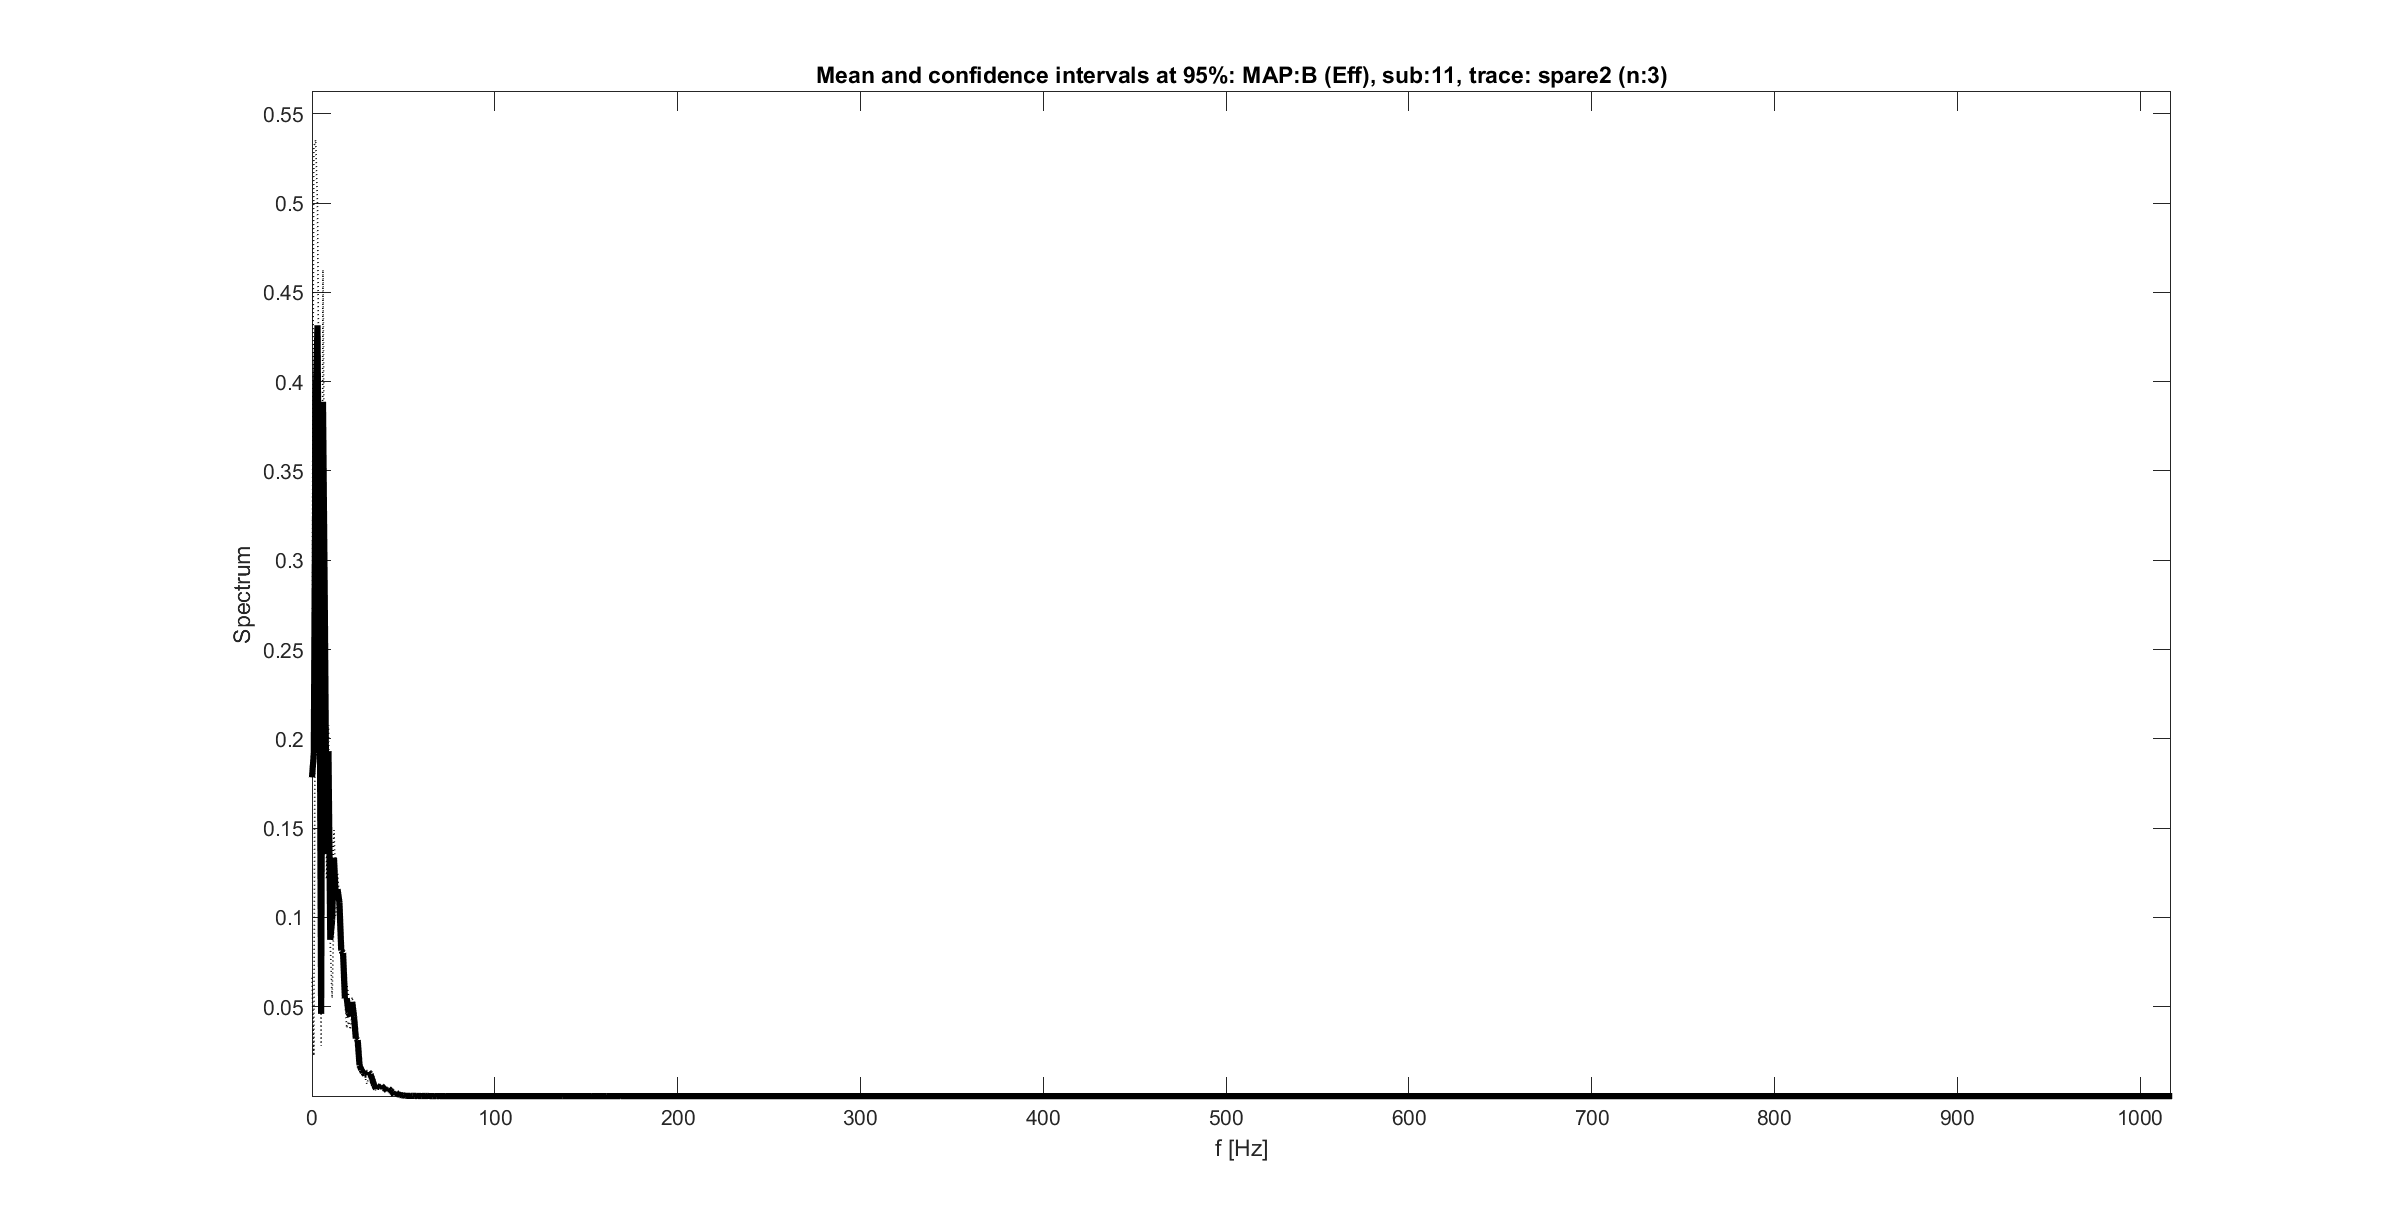 Mean and confidence intervals at 95%: MAP:B (Eff), sub:11, trace: spare2 (n:3)
0.55
0.5
0.45
0.4
0.35
0.3
0.25
0.2
0.15
0.1
0.05
Spectrum
0 100 200 300 400 500 600 700 800 900 1000
f [Hz]